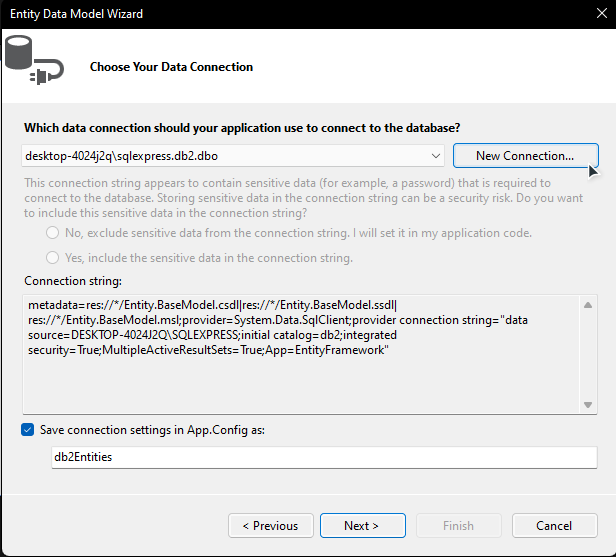 Entity Data Model Wizard
Choose Your Data Connection
Which data connection should your application use to connect to the database?
desktop-4024j2q\sqlexpress.db2.dbo
New Connection...
This connection string appears to contain sensitive data (for example, a password) that is required to
connect to the database. Storing sensitive data in the connection string can be a security risk. Do you want
to include this sensitive data in the connection string?
No, exclude sensitive data from the connection string. I will set it in my application code.
Yes, include the sensitive data in the connection string.
Connection string:
metadata=res://*/Entity.BaseModel.csdl|res://*/Entity.BaseModel.ssdl|
res://*/Entity.BaseModel.msl;provider=System.Data.SqlClient;provider connection string="data
source=DESKTOP-4024J2Q\SQLEXPRESS;initial catalog=db2;integrated
security=True;MultipleActiveResultSets=True;App=EntityFramework"
Save connection settings in App.Config as:
db2Entities
< Previous
Next >
Finish
Cancel